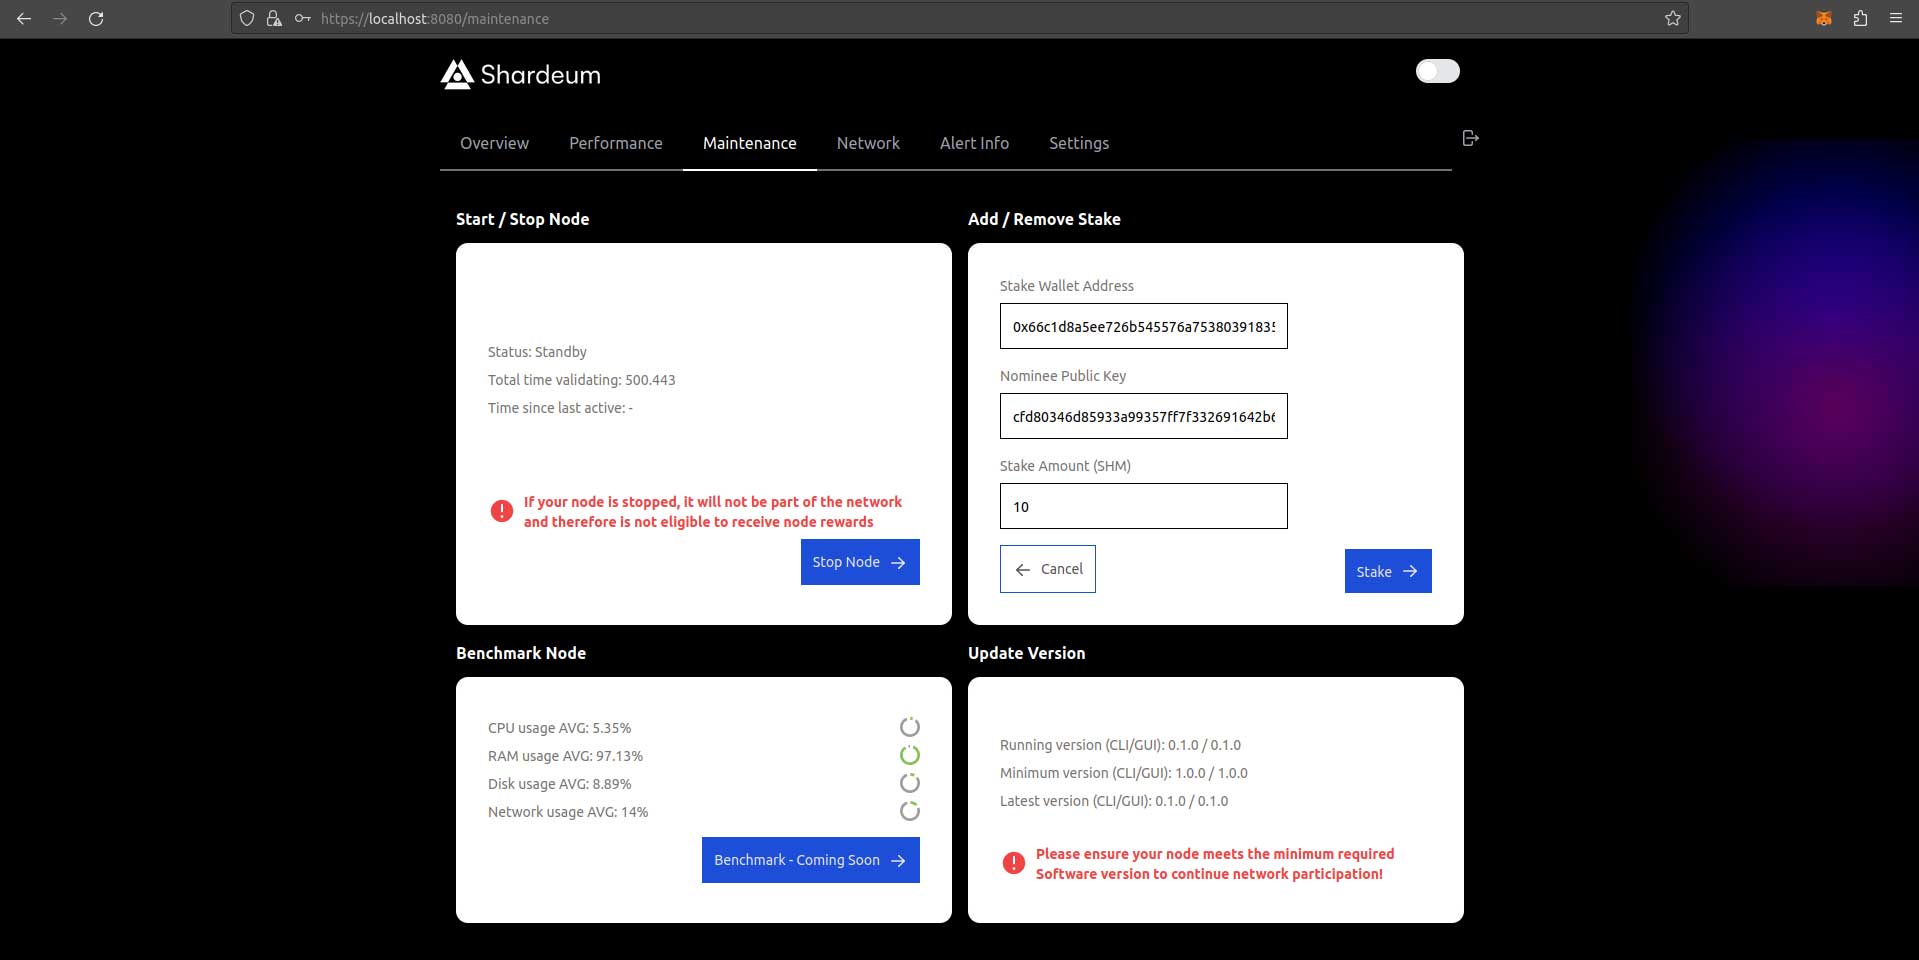 https://localhost:8080/maintenance
Shardeum
Overview Performance Maintenance Network Alert Info Settings
Start / Stop Node
Status: Standby
Total time validating: 500.443
Time since last active: -
If your node is stopped, it will not be part of the network
and therefore is not eligible to receive node rewards
Stop Node
Add / Remove Stake
Stake Wallet Address
0x66c1d8a5ee726b545576a75380391835
Nominee Public Key
cfd80346d85933a99357ff7f332691642b6
Stake Amount (SHM)
10
Cancel
Stake
Benchmark Node
CPU usage AVG: 5.35%
RAM usage AVG: 97.13%
Disk usage AVG: 8.89%
Network usage AVG: 14%
Benchmark - Coming Soon
Update Version
Running version (CLI/GUI): 0.1.0 / 0.1.0
Minimum version (CLI/GUI): 1.0.0 / 1.0.0
Latest version (CLI/GUI): 0.1.0 / 0.1.0
Please ensure your node meets the minimum required
Software version to continue network participation!